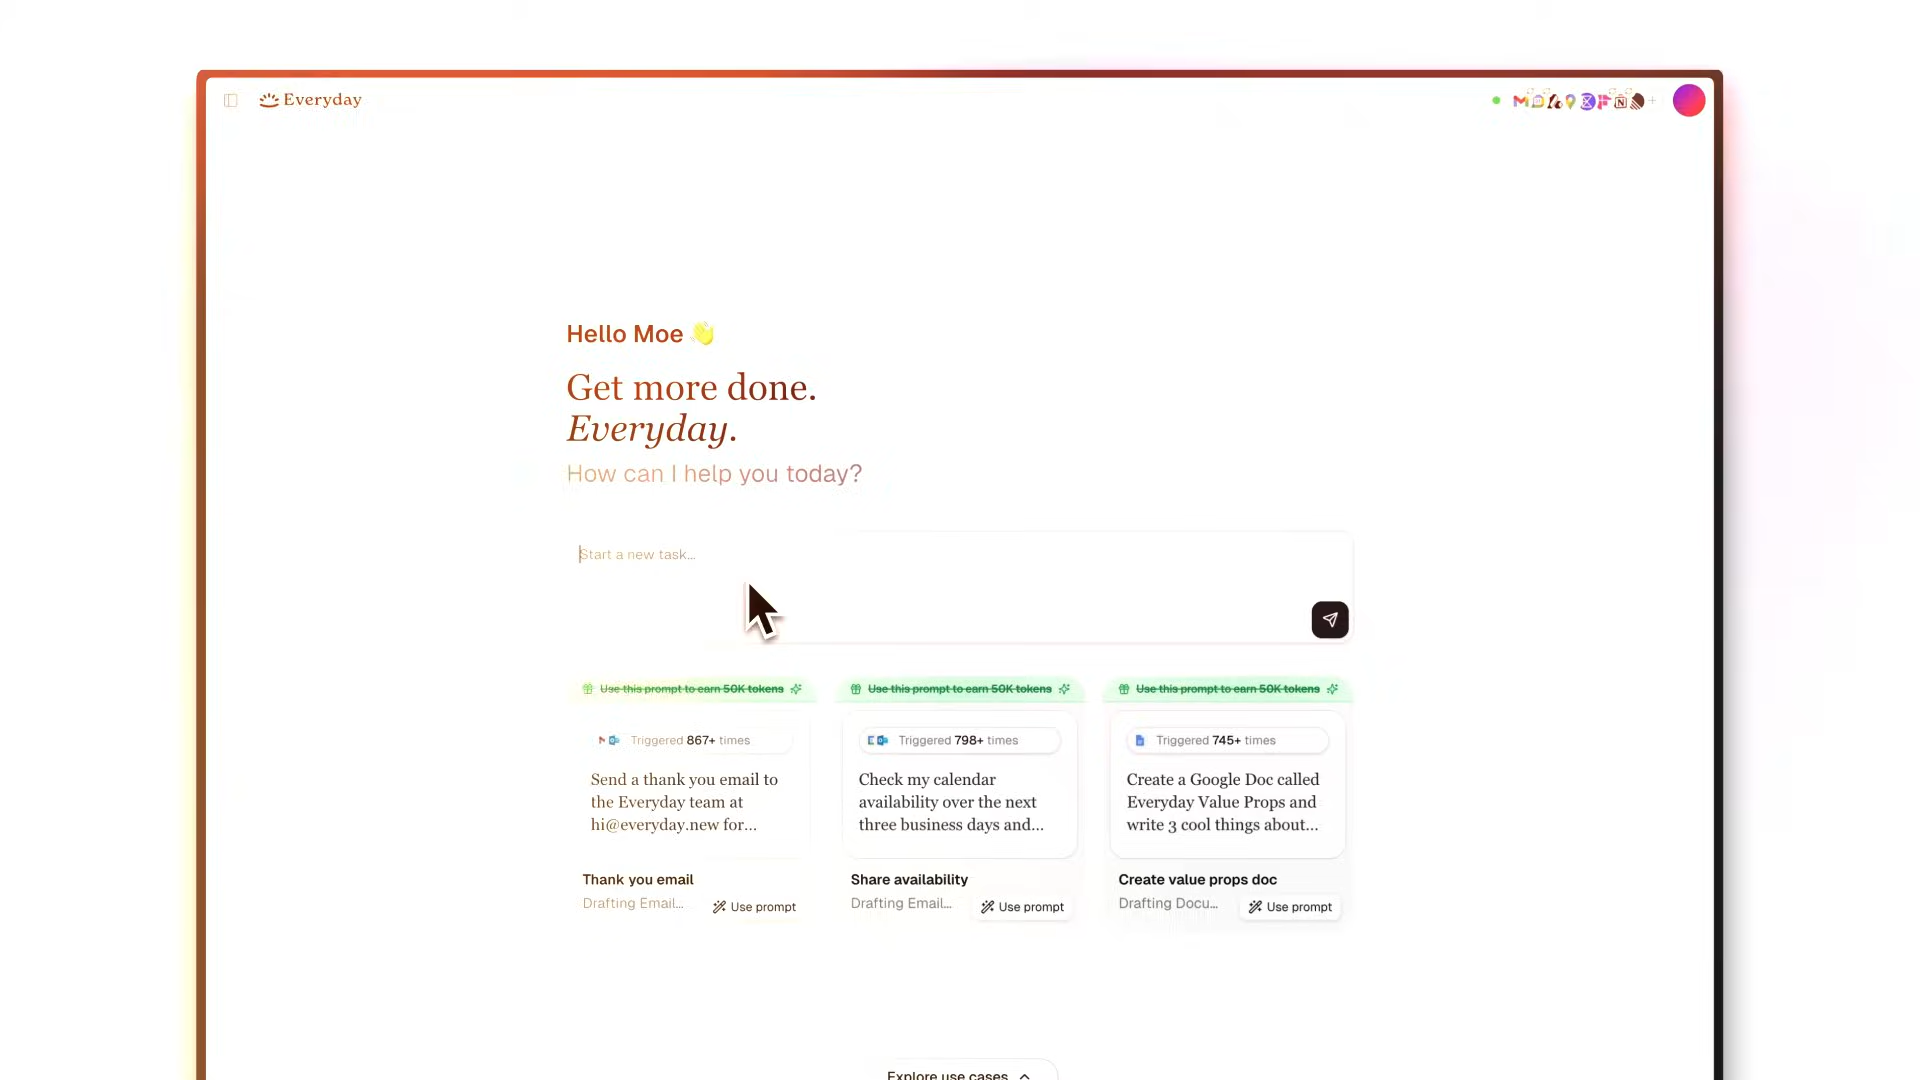 Everyday
Hello Moe 👋
Get more done.
Everyday.
How can I help you today?
Start a new task...
Use this prompt to earn 50K tokens
Use this prompt to earn 50K tokens
Use this prompt to earn 50K tokens
Triggered 867+ times
Send a thank you email to
the Everyday team at
hi@everyday.new for...
Thank you email
Drafting Email...
Use prompt
Triggered 798+ times
Check my calendar
availability over the next
three business days and...
Share availability
Drafting Email...
Use prompt
Triggered 745+ times
Create a Google Doc called
Everyday Value Props and
write 3 cool things about...
Create value props doc
Drafting Docu...
Use prompt
Explore use cases